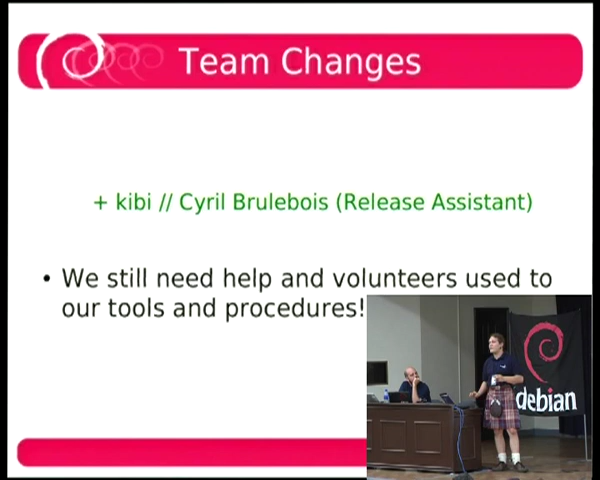 Team Changes
+ kibi // Cyril Brulebois (Release Assistant)
• We still need help and volunteers used to
our tools and procedures!
debian